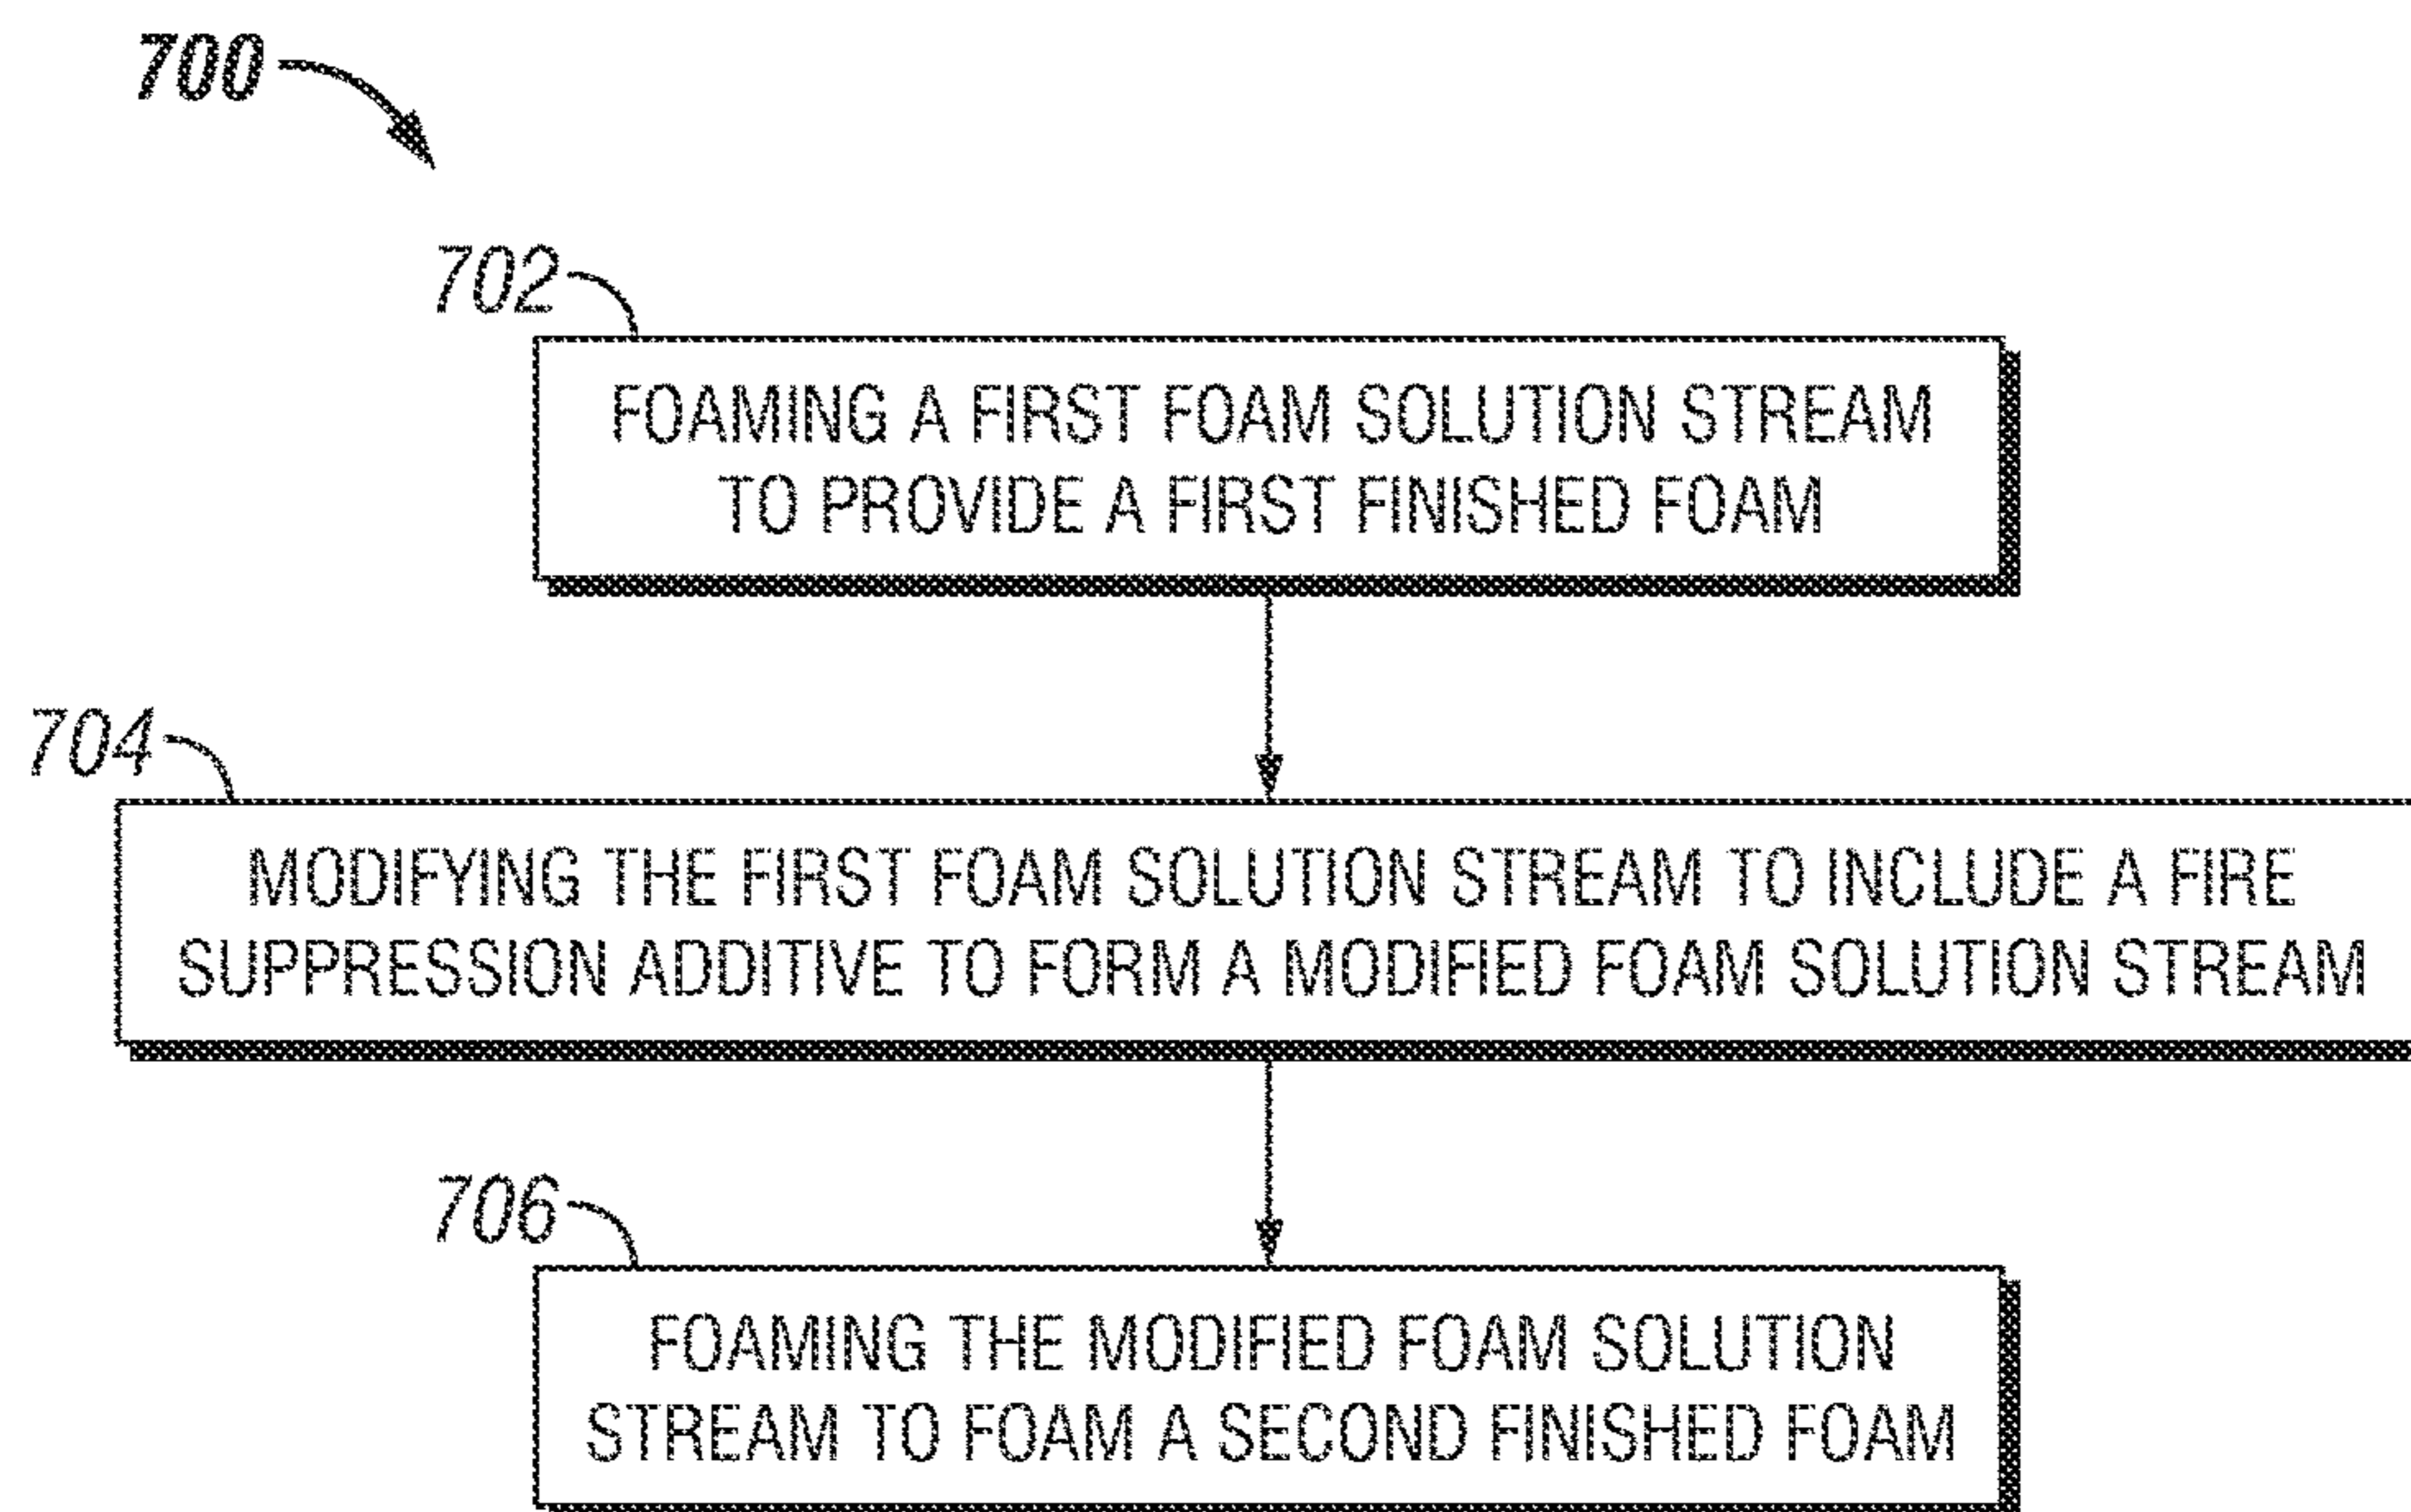 700
702
FOAMING A FIRST FOAM SOLUTION STREAM
TO PROVIDE A FIRST FINISHED FOAM
704
MODIFYING THE FIRST FOAM SOLUTION STREAM TO INCLUDE A FIRE
SUPPRESSION ADDITIVE TO FORM A MODIFIED FOAM SOLUTION STREAM
706
FOAMING THE MODIFIED FOAM SOLUTION
STREAM TO FOAM A SECOND FINISHED FOAM